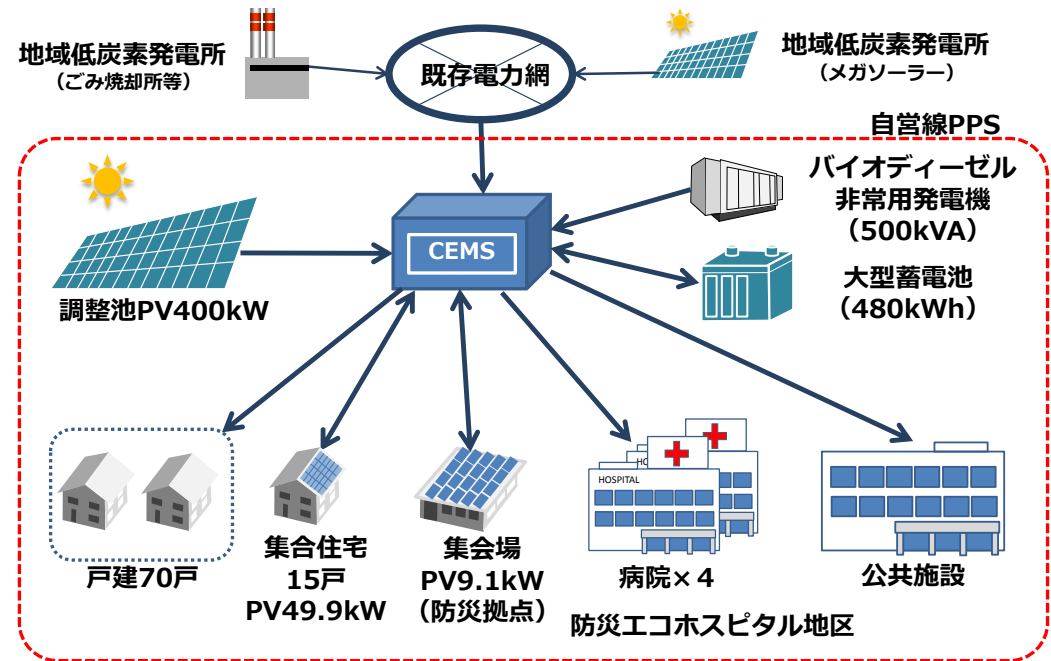 地域低炭素発電所
（ごみ焼却所等）
既存電力網
地域低炭素発電所
（メガソーラー）
自営線PPS
調整池PV400kW
CEMS
バイオディーゼル
非常用発電機
（500kVA）
大型蓄電池
（480kWh）
戸建70戸
集合住宅
15戸
PV49.9kW
集会場
PV9.1kW
（防災拠点）
HO
HOSPITAL
病院×４
防災エコホスピタル地区
公共施設